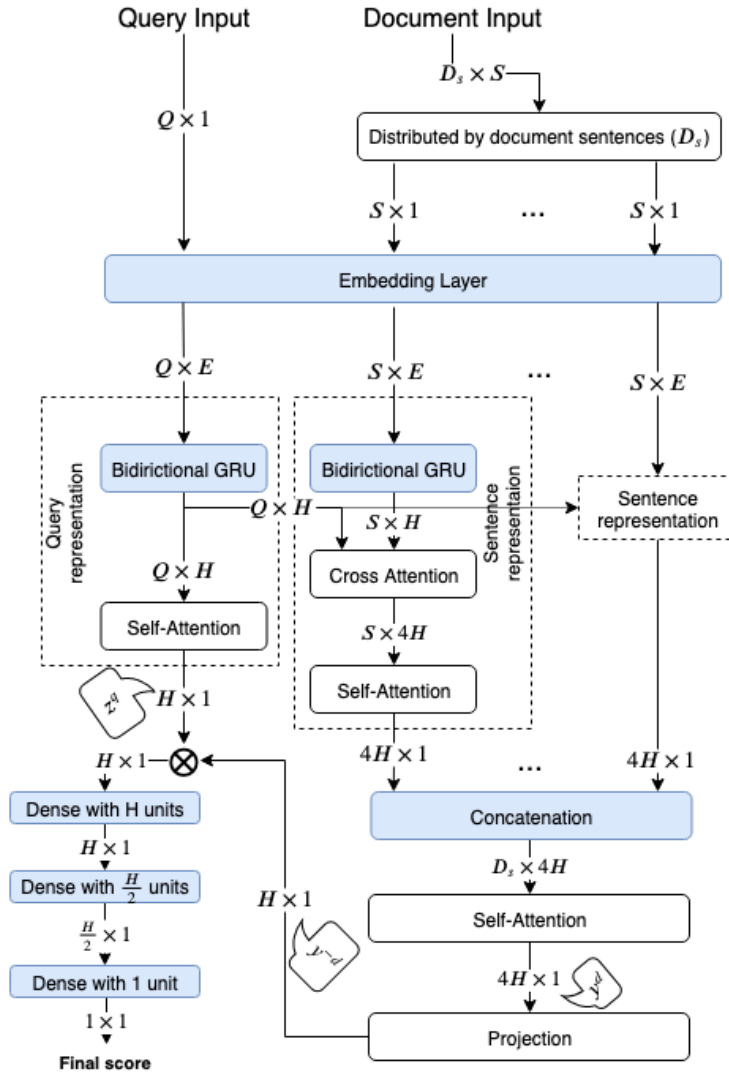 Query Input
Document Input
D_s × S
Q × 1
Distributed by document sentences (D_s)
S × 1
...
S × 1
Embedding Layer
Q × E
S × E
...
S × E
Query representation
Bidirictional GRU
Bidirictional GRU
Sentence representaion
Sentence
representation
Q × H
S × H
Q × H
Cross Attention
Self-Attention
S × 4H
Self-Attention
z^q
H × 1
4H × 1
...
4H × 1
H × 1
⊗
Dense with H units
Concatenation
H × 1
D_s × 4H
Dense with H/2 units
H × 1
Self-Attention
H/2 × 1
4H × 1
Dense with 1 unit
1 × 1
Projection
Final score